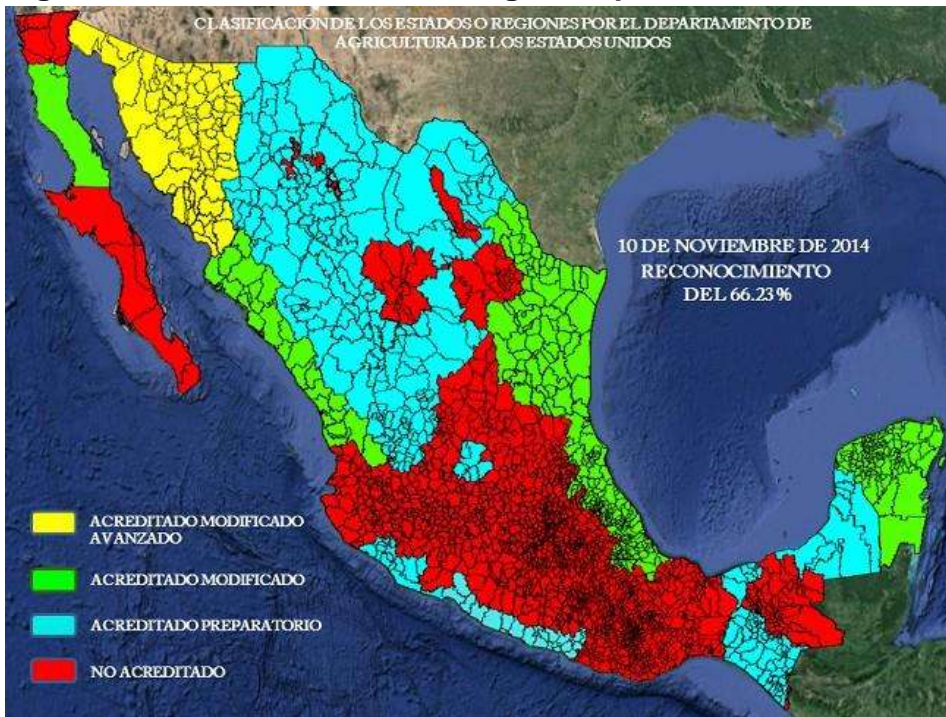 CLASIFICACIÓN DE LOS ESTADOS O REGIONES POR EL DEPARTAMENTO DE
AGRICULTURA DE LOS ESTADOS UNIDOS
10 DE NOVIEMBRE DE 2014
RECONOCIMIENTO
DEL 66.23%
ACREDITADO MODIFICADO
AVANZADO
ACREDITADO MODIFICADO
ACREDITADO PREPARATORIO
NO ACREDITADO